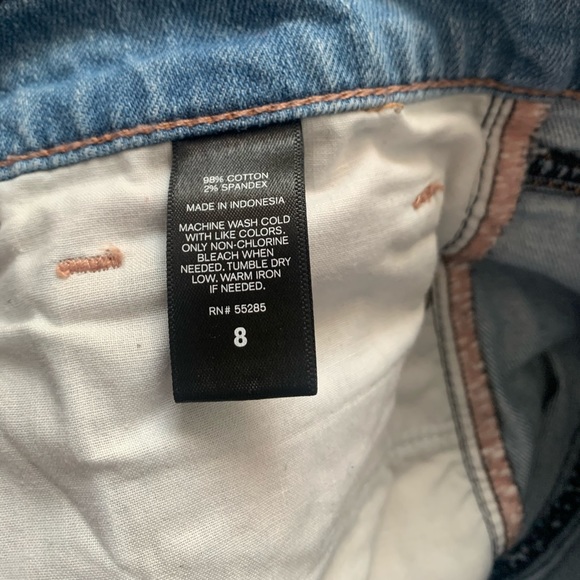 98% COTTON
2% SPANDEX
MADE IN INDONESIA
MACHINE WASH COLD
WITH LIKE COLORS.
ONLY NON-CHLORINE
BLEACH WHEN
NEEDED. TUMBLE DRY
LOW. WARM IRON
IF NEEDED.
RN# 55285
8